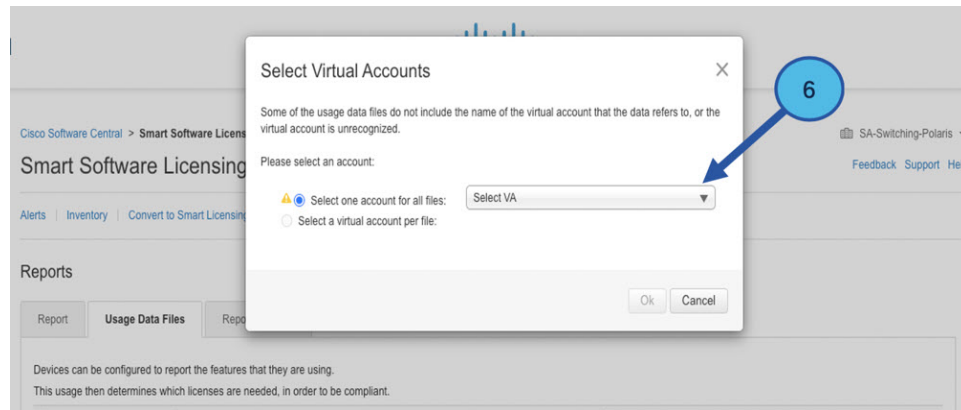 Select Virtual Accounts
6
Some of the usage data files do not include the name of the virtual account that the data refers to, or the
virtual account is unrecognized.
Cisco Software Central > Smart Software Licens
SA-Switching-Polaris
Smart Software Licensing
Please select an account:
Feedback Support He
Select one account for all files:
Select VA
Select a virtual account per file:
Alerts | Inventory | Convert to Smart Licensing
Reports
Ok
Cancel
Report
Usage Data Files
Repo
Devices can be configured to report the features that they are using.
This usage then determines which licenses are needed, in order to be compliant.